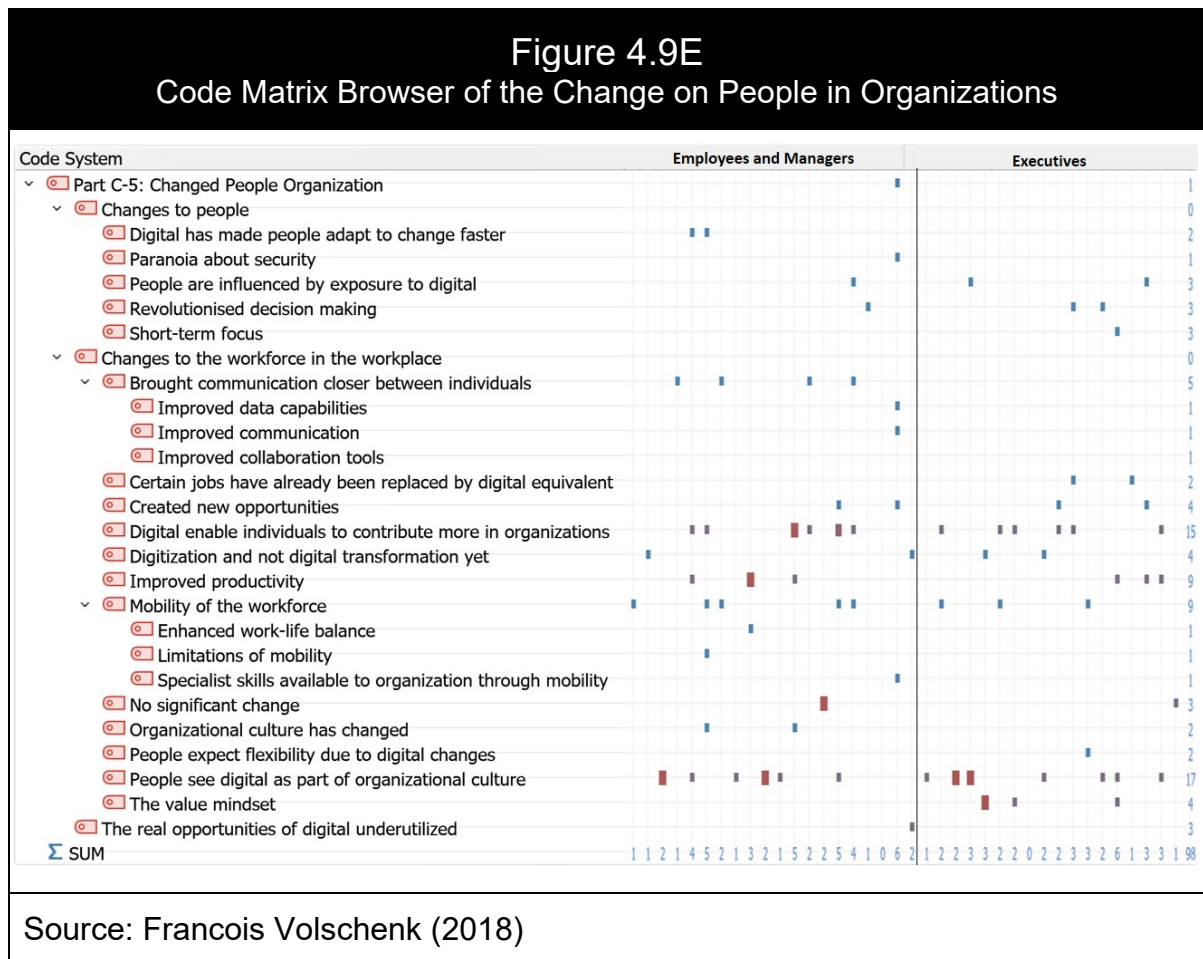 Figure 4.9E
Code Matrix Browser of the Change on People in Organizations
Code System Employees and Managers Executives
Part C-5: Changed People Organization 1
Changes to people 0
Digital has made people adapt to change faster 2
Paranoia about security 1
People are influenced by exposure to digital 3
Revolutionised decision making 3
Short-term focus 3
Changes to the workforce in the workplace 0
Brought communication closer between individuals 5
Improved data capabilities 1
Improved communication 1
Improved collaboration tools 1
Certain jobs have already been replaced by digital equivalent 2
Created new opportunities 4
Digital enable individuals to contribute more in organizations 15
Digitization and not digital transformation yet 4
Improved productivity 9
Mobility of the workforce 9
Enhanced work-life balance 1
Limitations of mobility 1
Specialist skills available to organization through mobility 1
No significant change 3
Organizational culture has changed 2
People expect flexibility due to digital changes 2
People see digital as part of organizational culture 17
The value mindset 4
The real opportunities of digital underutilized 3
Σ SUM 1 1 2 1 4 5 2 1 3 2 1 5 2 2 5 4 1 0 6 2 1 2 3 3 2 2 0 2 2 3 3 2 6 1 3 3 1 98
Source: Francois Volschenk (2018)